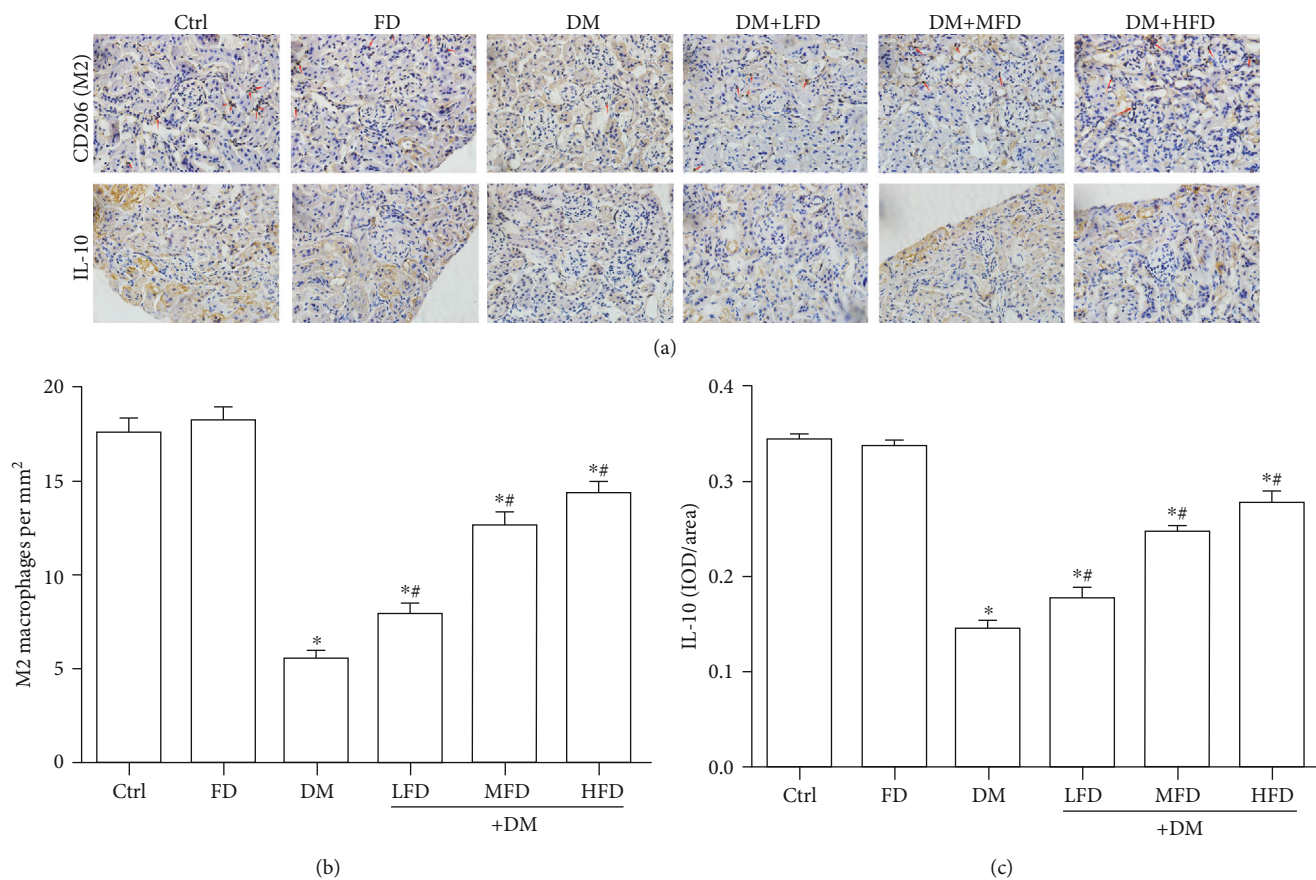 Ctrl FD DM DM+LFD DM+MFD DM+HFD
CD206 (M2)
IL-10
(a)
20
15
10
5
0
M2 macrophages per mm²
*
*#
*#
*#
Ctrl FD DM LFD MFD HFD
+DM
(b)
0.4
0.3
0.2
0.1
0.0
IL-10 (IOD/area)
*
*#
*#
*#
Ctrl FD DM LFD MFD HFD
+DM
(c)